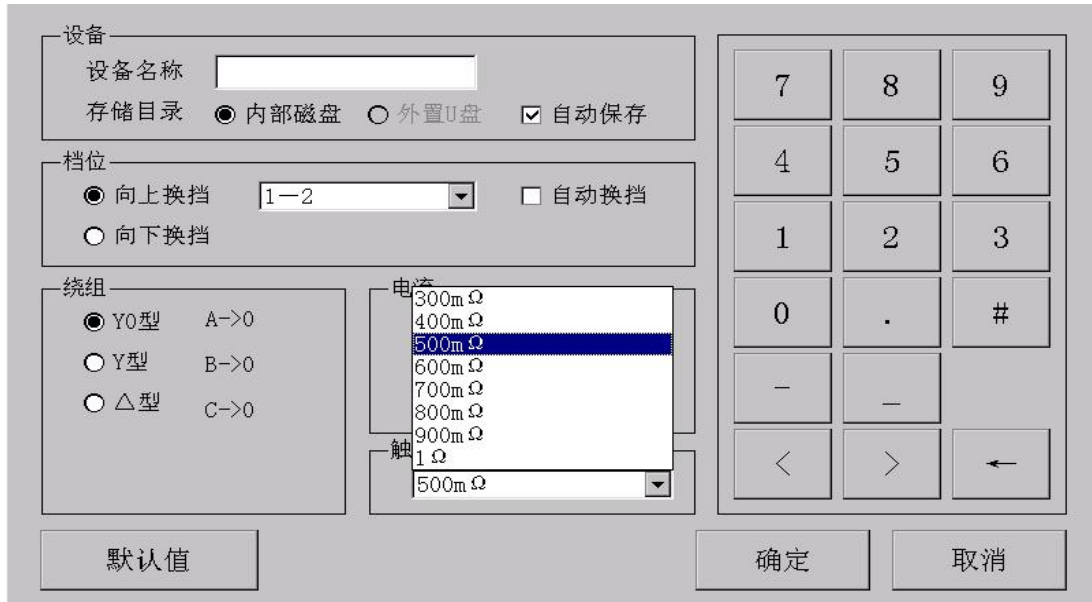 设备
设备名称
存储目录 内部磁盘 外置U盘 自动保存
档位
向上换挡 1—2 自动换挡
向下换挡
绕组
Y0型 A->0
Y型 B->0
△型 C->0
300mΩ
400mΩ
500mΩ
600mΩ
700mΩ
800mΩ
900mΩ
1Ω
触
500mΩ
7 8 9
4 5 6
1 2 3
0 . #
- _
< > ←
默认值 确定 取消